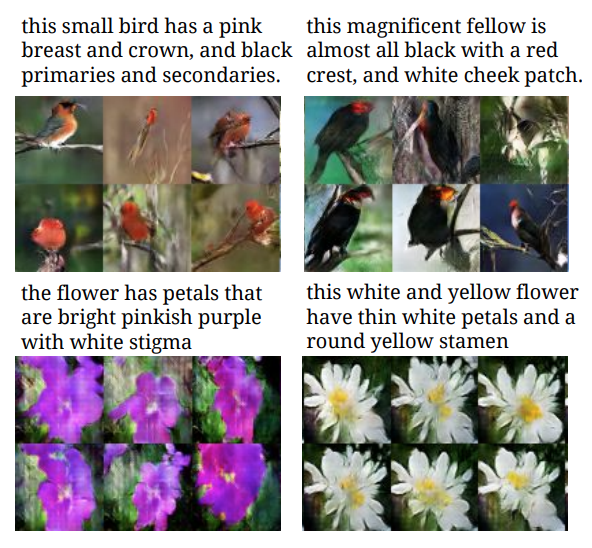 this small bird has a pink
breast and crown, and black
primaries and secondaries.
this magnificent fellow is
almost all black with a red
crest, and white cheek patch.
the flower has petals that
are bright pinkish purple
with white stigma
this white and yellow flower
have thin white petals and a
round yellow stamen